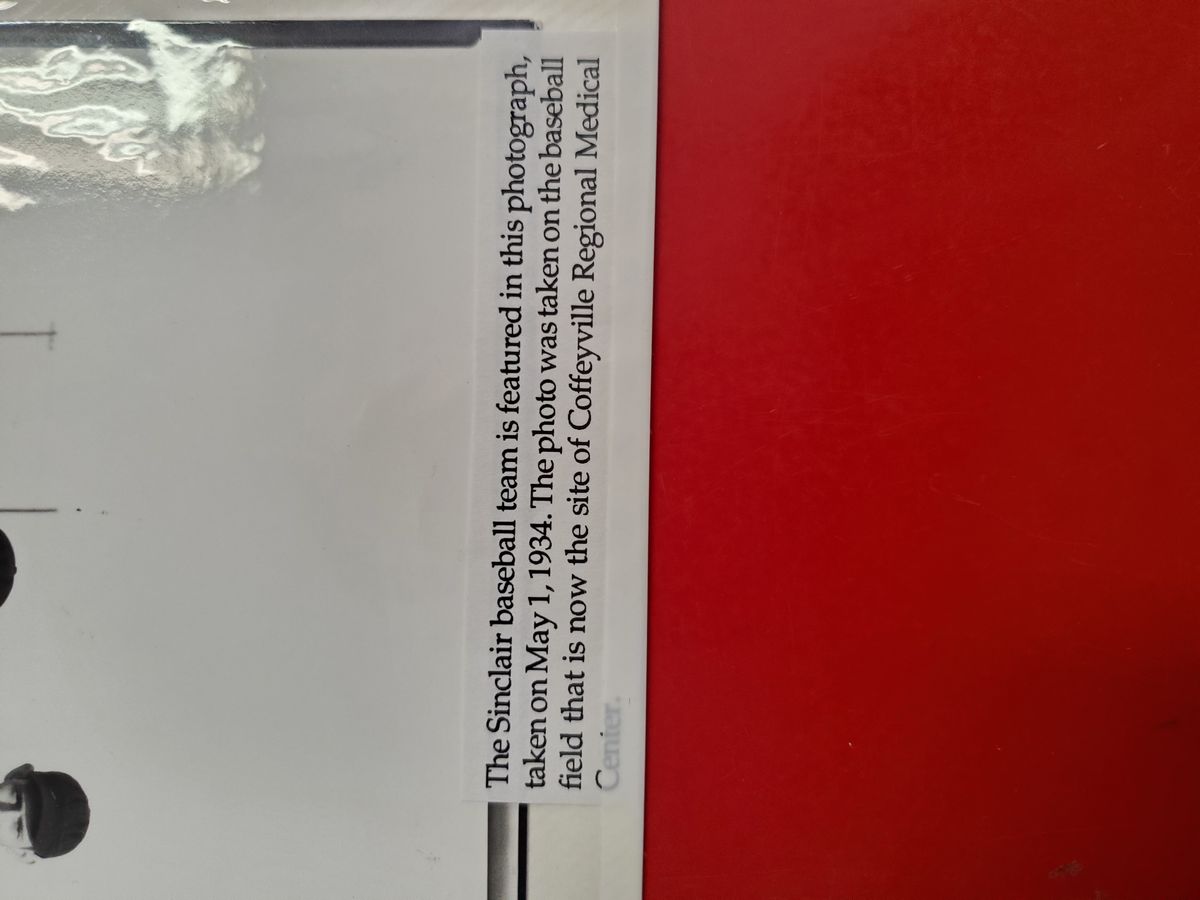 The Sinclair baseball team is featured in this photograph,
taken on May 1, 1934. The photo was taken on the baseball
field that is now the site of Coffeyville Regional Medical
Center.